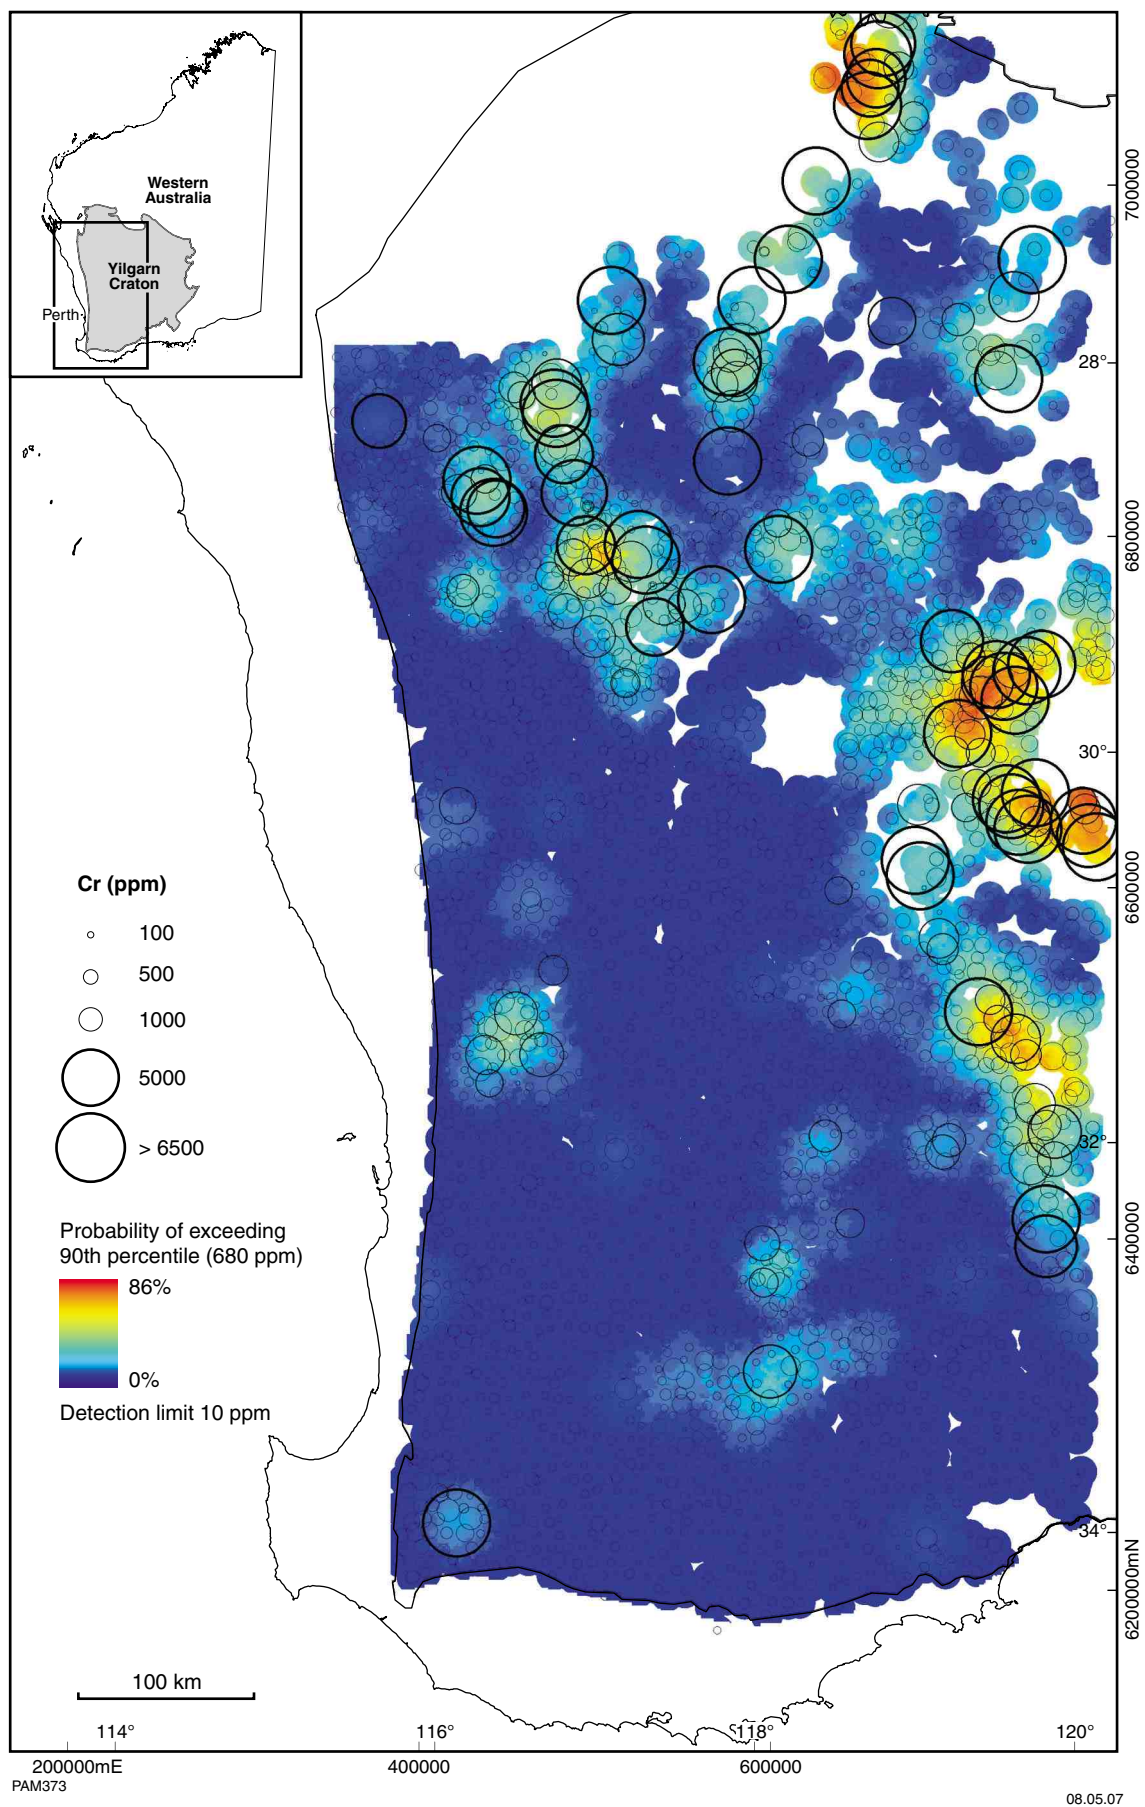 Western
Australia
Yilgarn
Craton
Perth
7000000
28°
6800000
30°
6600000
32°
6400000
34°
6200000mN
Cr (ppm)
100
500
1000
5000
> 6500
Probability of exceeding
90th percentile (680 ppm)
86%
0%
Detection limit 10 ppm
100 km
114°
116°
118°
120°
200000mE
400000
600000
PAM373
08.05.07